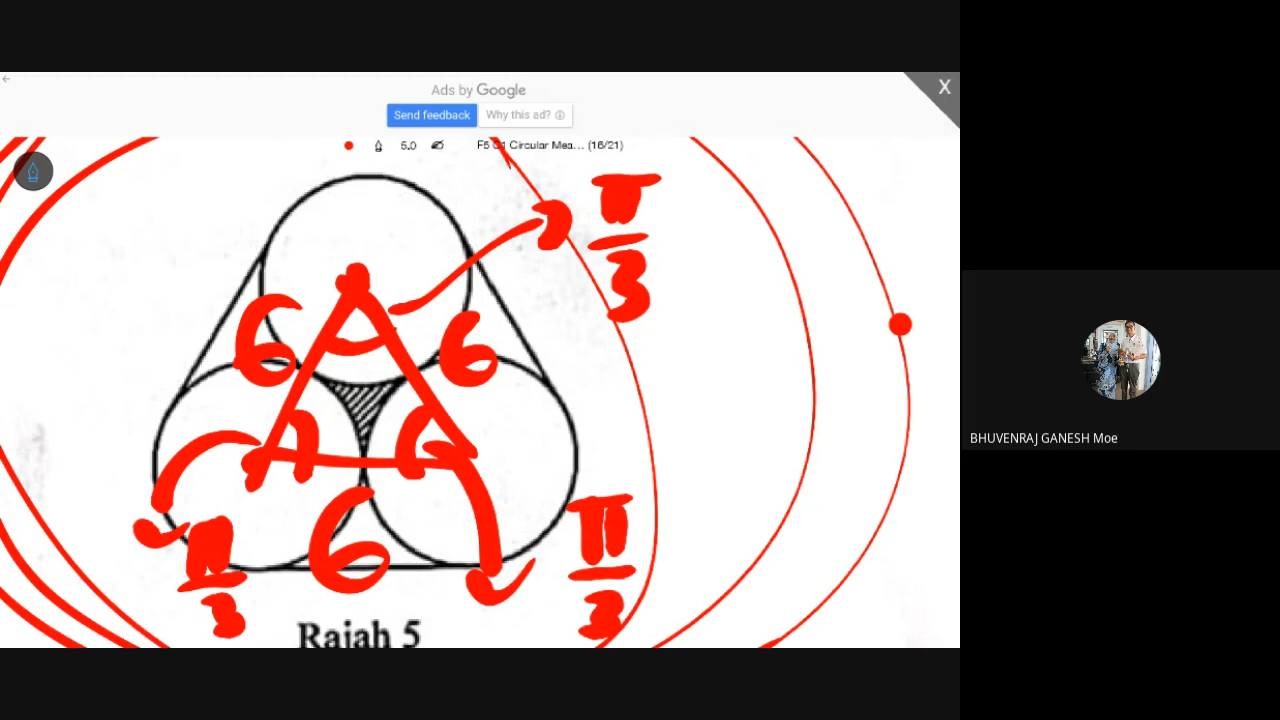 Ads by Google
Send feedback
Why this ad?
5.0
F5 C1 Circular Mea... (16/21)
π
3
6
6
6
π
3
π
3
Rajah 5
X
BHUVENRAJ GANESH Moe